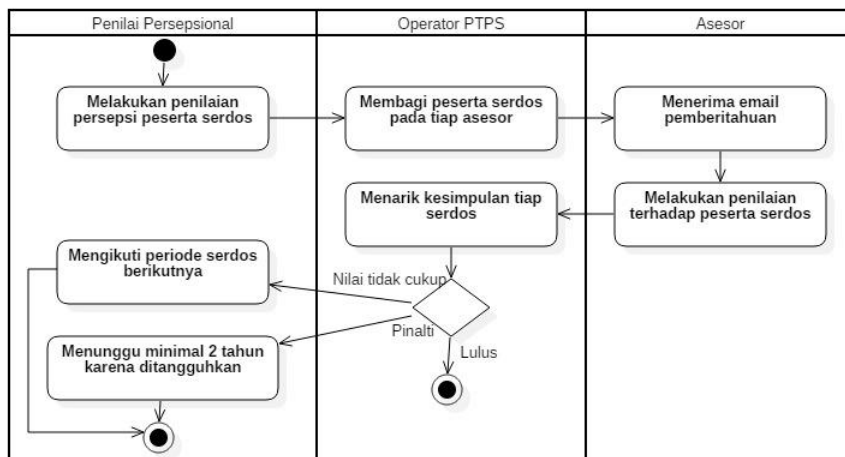 Penilai Persepsional
Operator PTPS
Asesor
Melakukan penilaian
persepsi peserta serdos
Membagi peserta serdos
pada tiap asesor
Menerima email
pemberitahuan
Menarik kesimpulan tiap
serdos
Melakukan penilaian
terhadap peserta serdos
Mengikuti periode serdos
berikutnya
Nilai tidak cukup
Pinalti
Menunggu minimal 2 tahun
karena ditangguhkan
Lulus